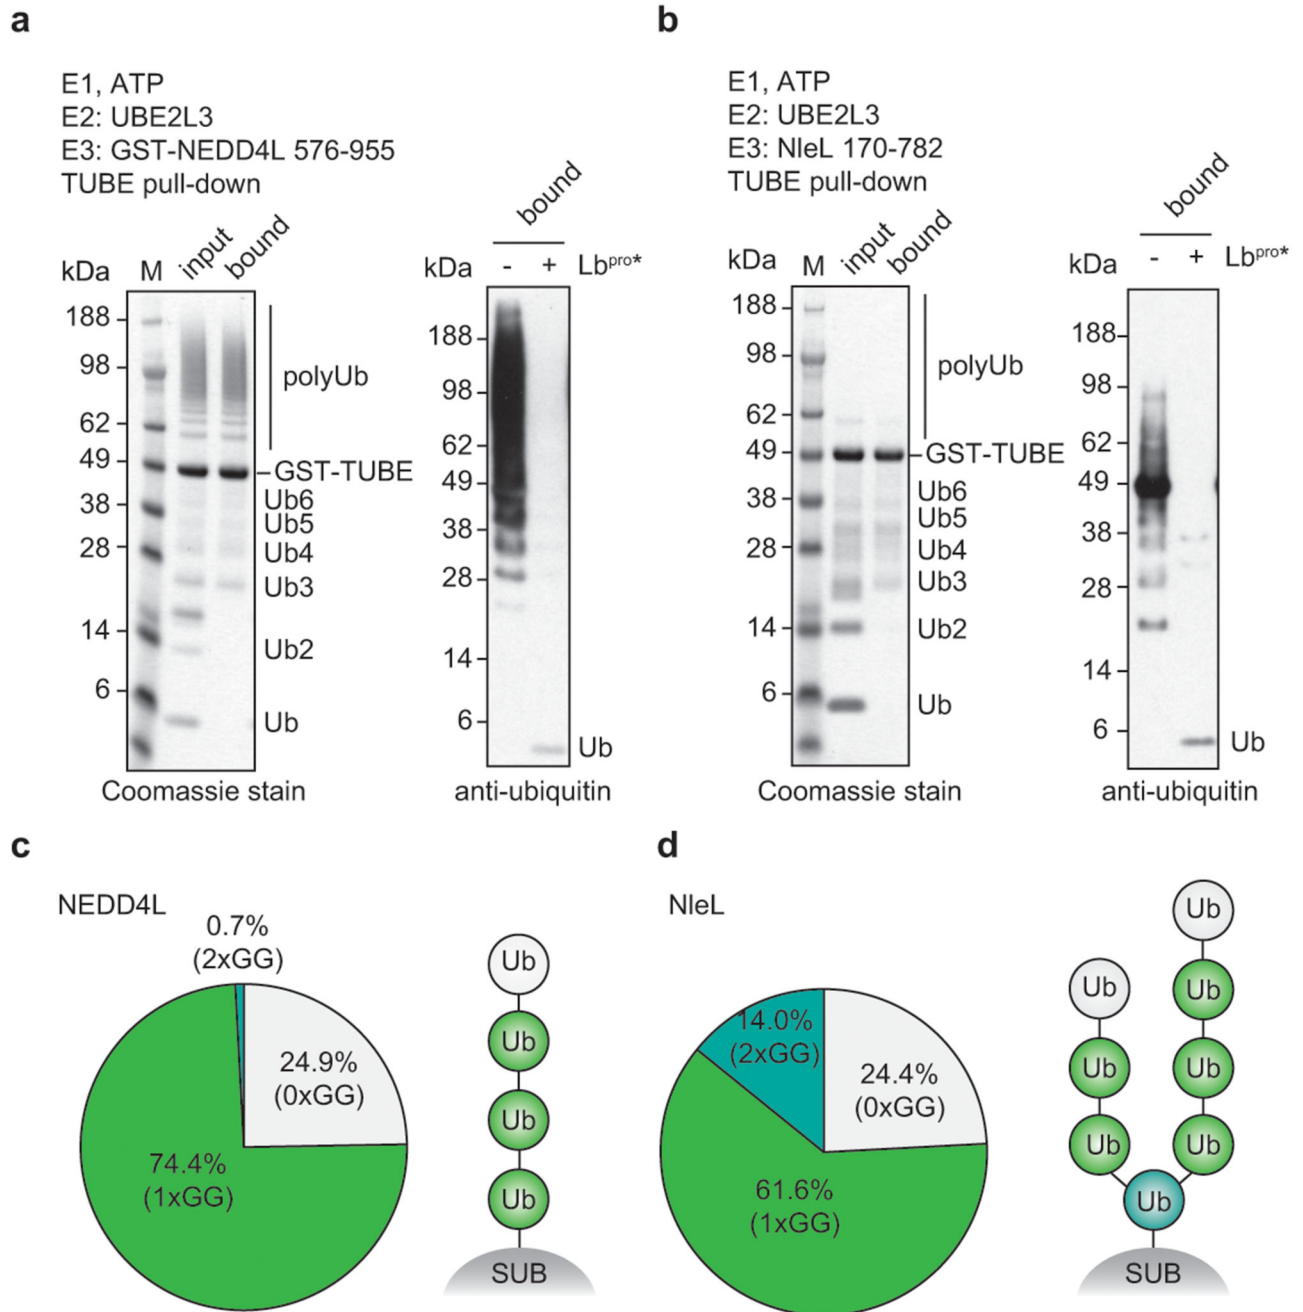 a
E1, ATP
E2: UBE2L3
E3: GST-NEDD4L 576-955
TUBE pull-down
kDa M input bound
188
98
62
49
38
28
14
6
polyUb
GST-TUBE
Ub6
Ub5
Ub4
Ub3
Ub2
Ub
Coomassie stain
bound
kDa - + Lbpro*
188
98
62
49
38
28
14
6
Ub
anti-ubiquitin
b
E1, ATP
E2: UBE2L3
E3: NleL 170-782
TUBE pull-down
kDa M input bound
188
98
62
49
38
28
14
6
polyUb
GST-TUBE
Ub6
Ub5
Ub4
Ub3
Ub2
Ub
Coomassie stain
bound
kDa - + Lbpro*
188
98
62
49
38
28
14
6
Ub
anti-ubiquitin
c
NEDD4L
0.7%
(2xGG)
24.9%
(0xGG)
74.4%
(1xGG)
Ub
Ub
Ub
Ub
SUB
d
NleL
14.0%
(2xGG)
24.4%
(0xGG)
61.6%
(1xGG)
Ub
Ub Ub
Ub Ub
Ub Ub
Ub
SUB